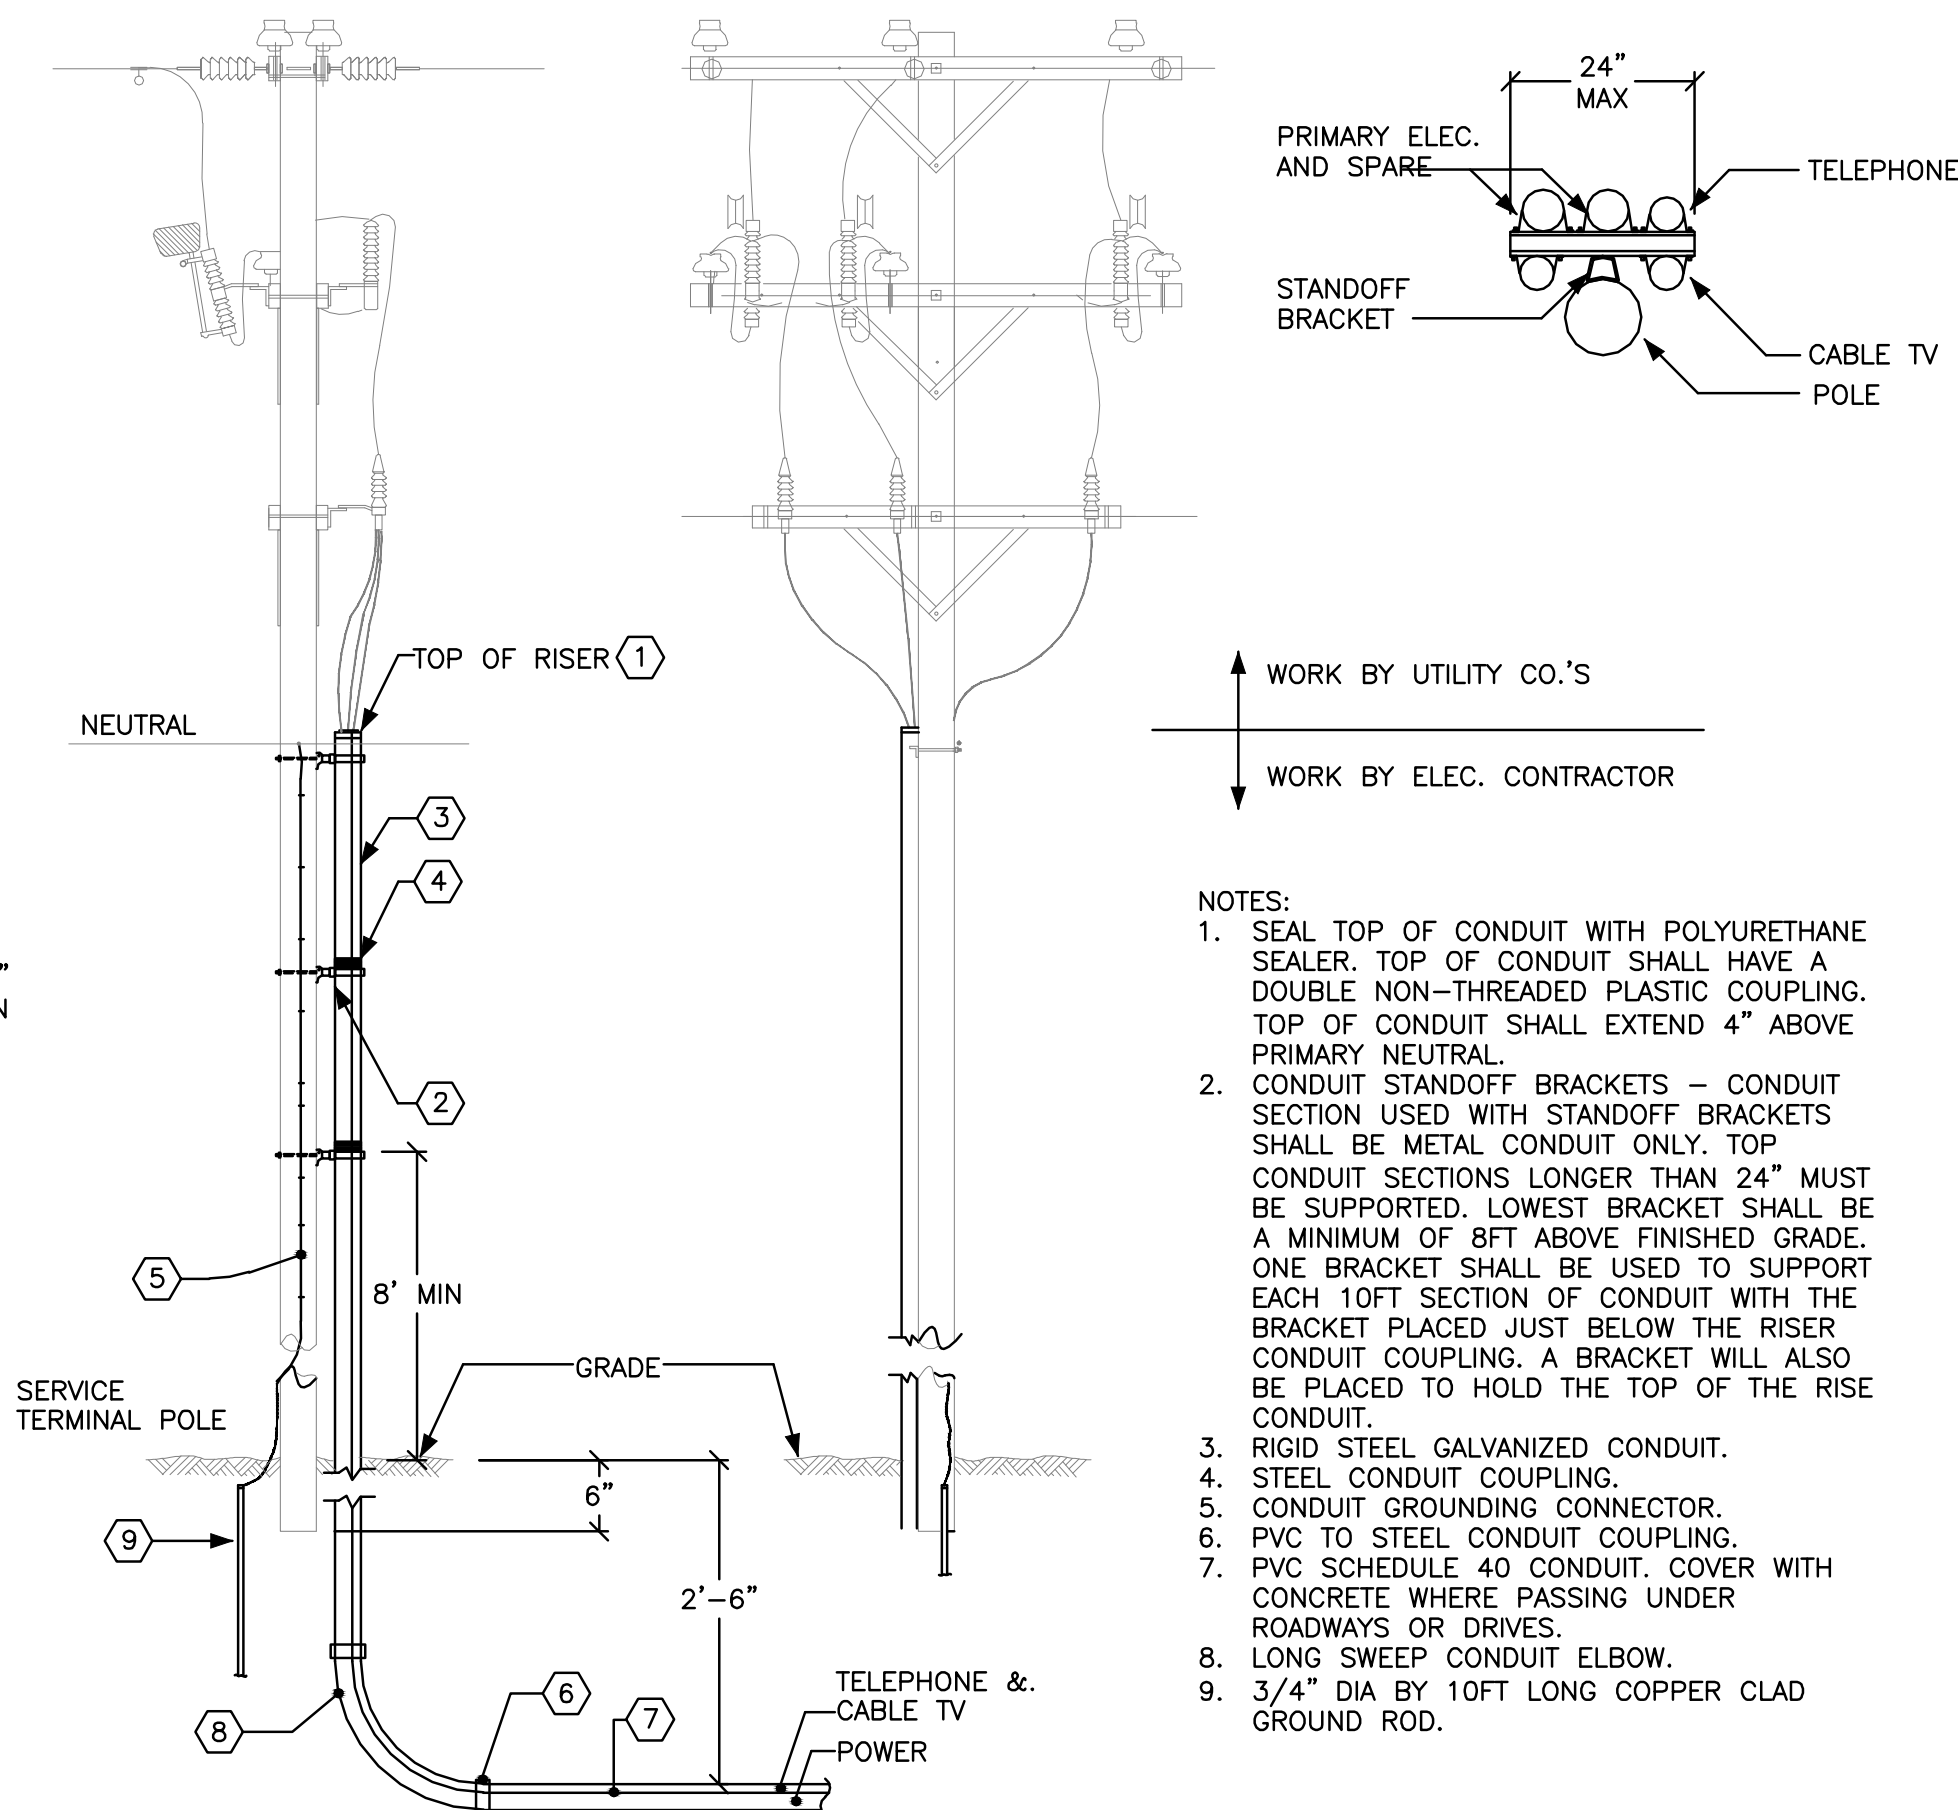 24"
MAX
PRIMARY ELEC.
AND SPARE
TELEPHONE
STANDOFF
BRACKET
CABLE TV
POLE
TOP OF RISER 1
NEUTRAL
WORK BY UTILITY CO.'S
WORK BY ELEC. CONTRACTOR
3
4
"
N
2
5
8' MIN
GRADE
SERVICE
TERMINAL POLE
6"
9
2'-6"
6
7
8
TELEPHONE &.
CABLE TV
POWER
NOTES:
1. SEAL TOP OF CONDUIT WITH POLYURETHANE
SEALER. TOP OF CONDUIT SHALL HAVE A
DOUBLE NON-THREADED PLASTIC COUPLING.
TOP OF CONDUIT SHALL EXTEND 4" ABOVE
PRIMARY NEUTRAL.
2. CONDUIT STANDOFF BRACKETS – CONDUIT
SECTION USED WITH STANDOFF BRACKETS
SHALL BE METAL CONDUIT ONLY. TOP
CONDUIT SECTIONS LONGER THAN 24" MUST
BE SUPPORTED. LOWEST BRACKET SHALL BE
A MINIMUM OF 8FT ABOVE FINISHED GRADE.
ONE BRACKET SHALL BE USED TO SUPPORT
EACH 10FT SECTION OF CONDUIT WITH THE
BRACKET PLACED JUST BELOW THE RISER
CONDUIT COUPLING. A BRACKET WILL ALSO
BE PLACED TO HOLD THE TOP OF THE RISE
CONDUIT.
3. RIGID STEEL GALVANIZED CONDUIT.
4. STEEL CONDUIT COUPLING.
5. CONDUIT GROUNDING CONNECTOR.
6. PVC TO STEEL CONDUIT COUPLING.
7. PVC SCHEDULE 40 CONDUIT. COVER WITH
CONCRETE WHERE PASSING UNDER
ROADWAYS OR DRIVES.
8. LONG SWEEP CONDUIT ELBOW.
9. 3/4" DIA BY 10FT LONG COPPER CLAD
GROUND ROD.